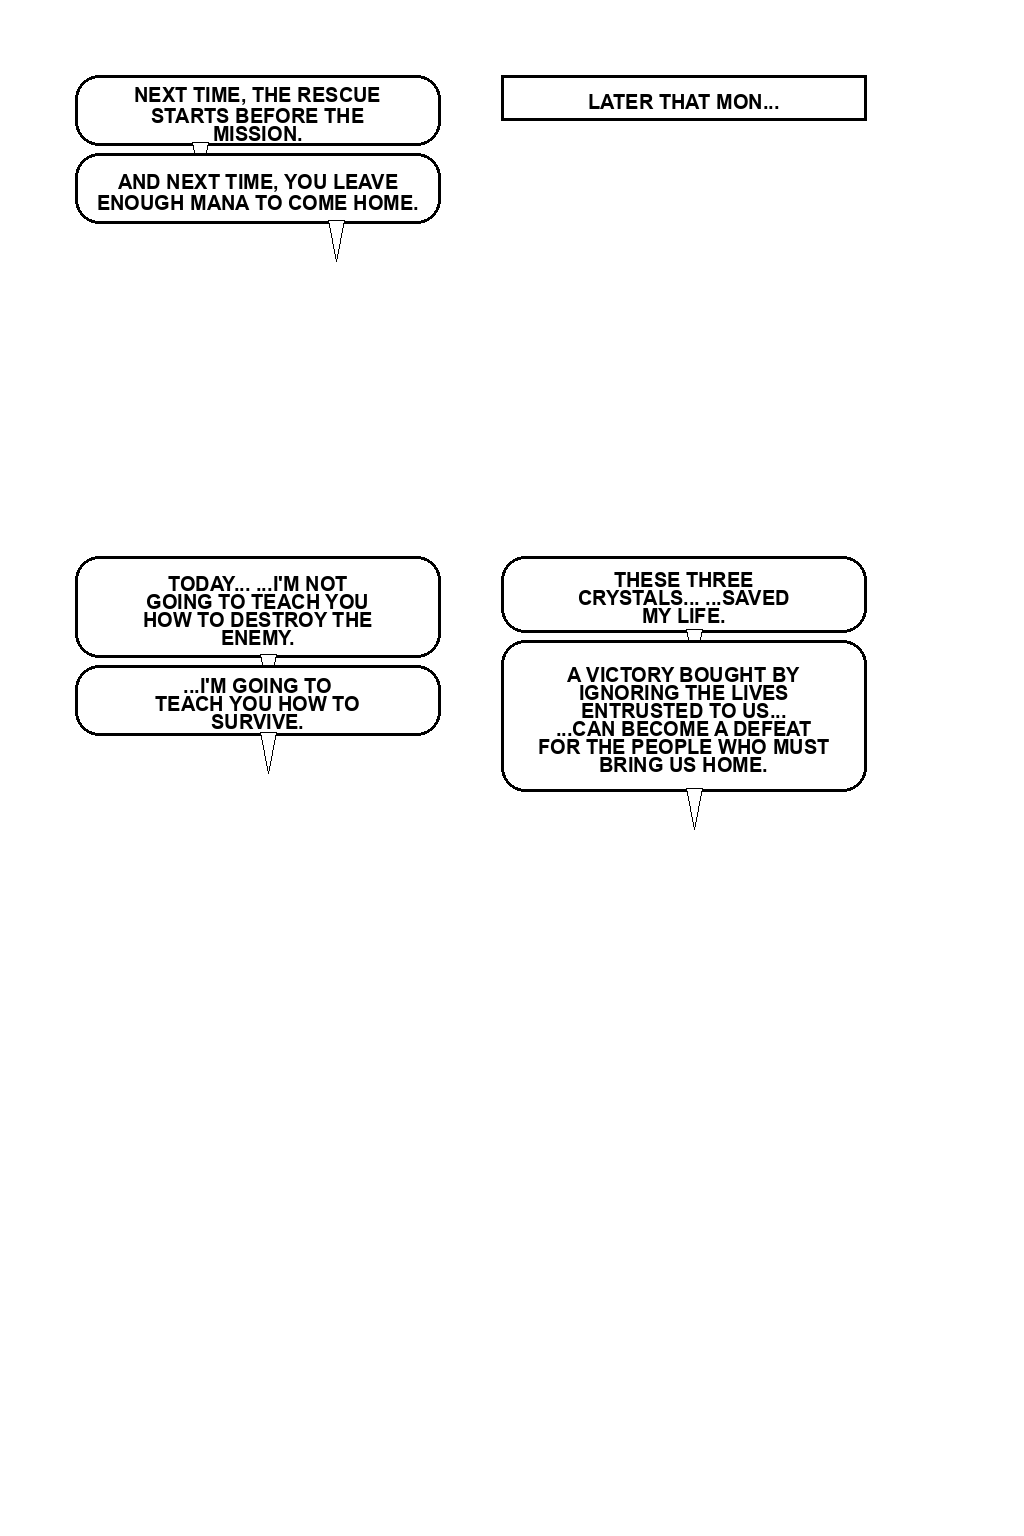 NEXT TIME, THE RESCUE
STARTS BEFORE THE
MISSION.
AND NEXT TIME, YOU LEAVE
ENOUGH MANA TO COME HOME.
LATER THAT MON...
TODAY... ...I'M NOT
GOING TO TEACH YOU
HOW TO DESTROY THE
ENEMY.
...I'M GOING TO
TEACH YOU HOW TO
SURVIVE.
THESE THREE
CRYSTALS... ...SAVED
MY LIFE.
A VICTORY BOUGHT BY
IGNORING THE LIVES
ENTRUSTED TO US...
...CAN BECOME A DEFEAT
FOR THE PEOPLE WHO MUST
BRING US HOME.